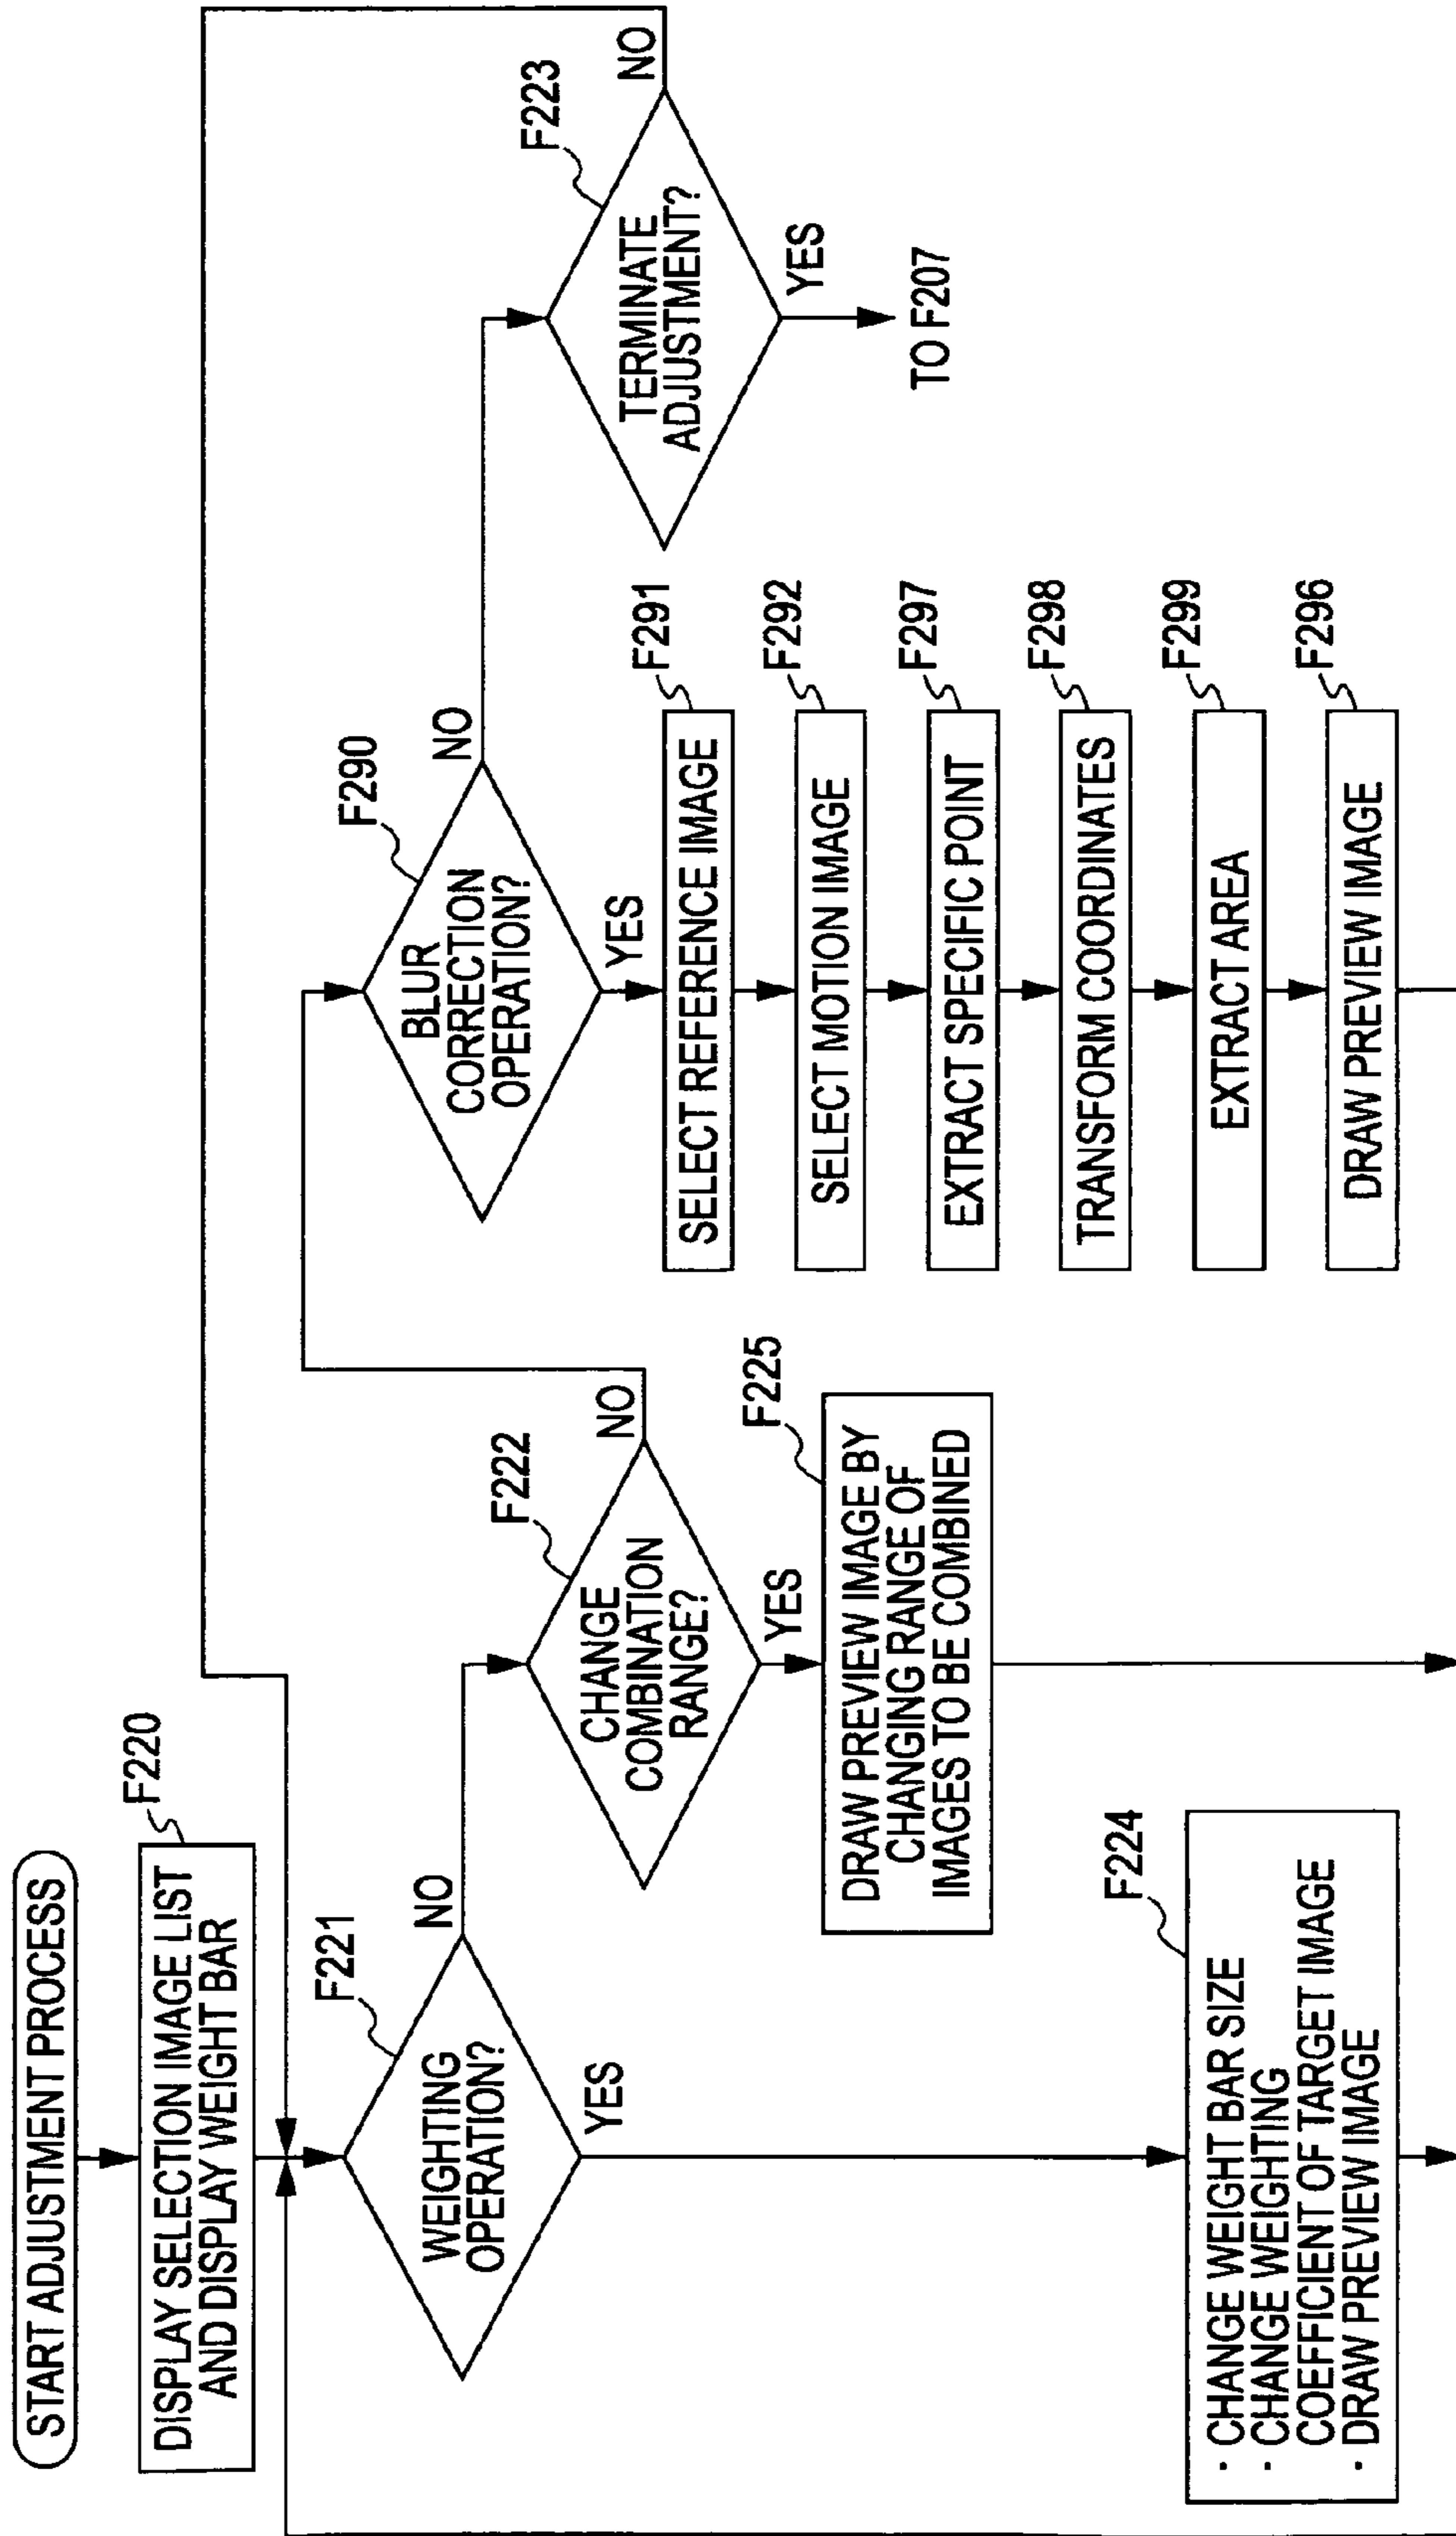 START ADJUSTMENT PROCESS
F220
DISPLAY SELECTION IMAGE LIST
AND DISPLAY WEIGHT BAR
F221
WEIGHTING
OPERATION?
NO
YES
F222
CHANGE
COMBINATION
RANGE?
NO
YES
F290
BLUR
CORRECTION
OPERATION?
NO
YES
F223
TERMINATE
ADJUSTMENT?
NO
YES
TO F207
F224
· CHANGE WEIGHT BAR SIZE
· CHANGE WEIGHTING
COEFFICIENT OF TARGET IMAGE
· DRAW PREVIEW IMAGE
F225
DRAW PREVIEW IMAGE BY
CHANGING RANGE OF
IMAGES TO BE COMBINED
F291
SELECT REFERENCE IMAGE
F292
SELECT MOTION IMAGE
F297
EXTRACT SPECIFIC POINT
F298
TRANSFORM COORDINATES
F299
EXTRACT AREA
F296
DRAW PREVIEW IMAGE